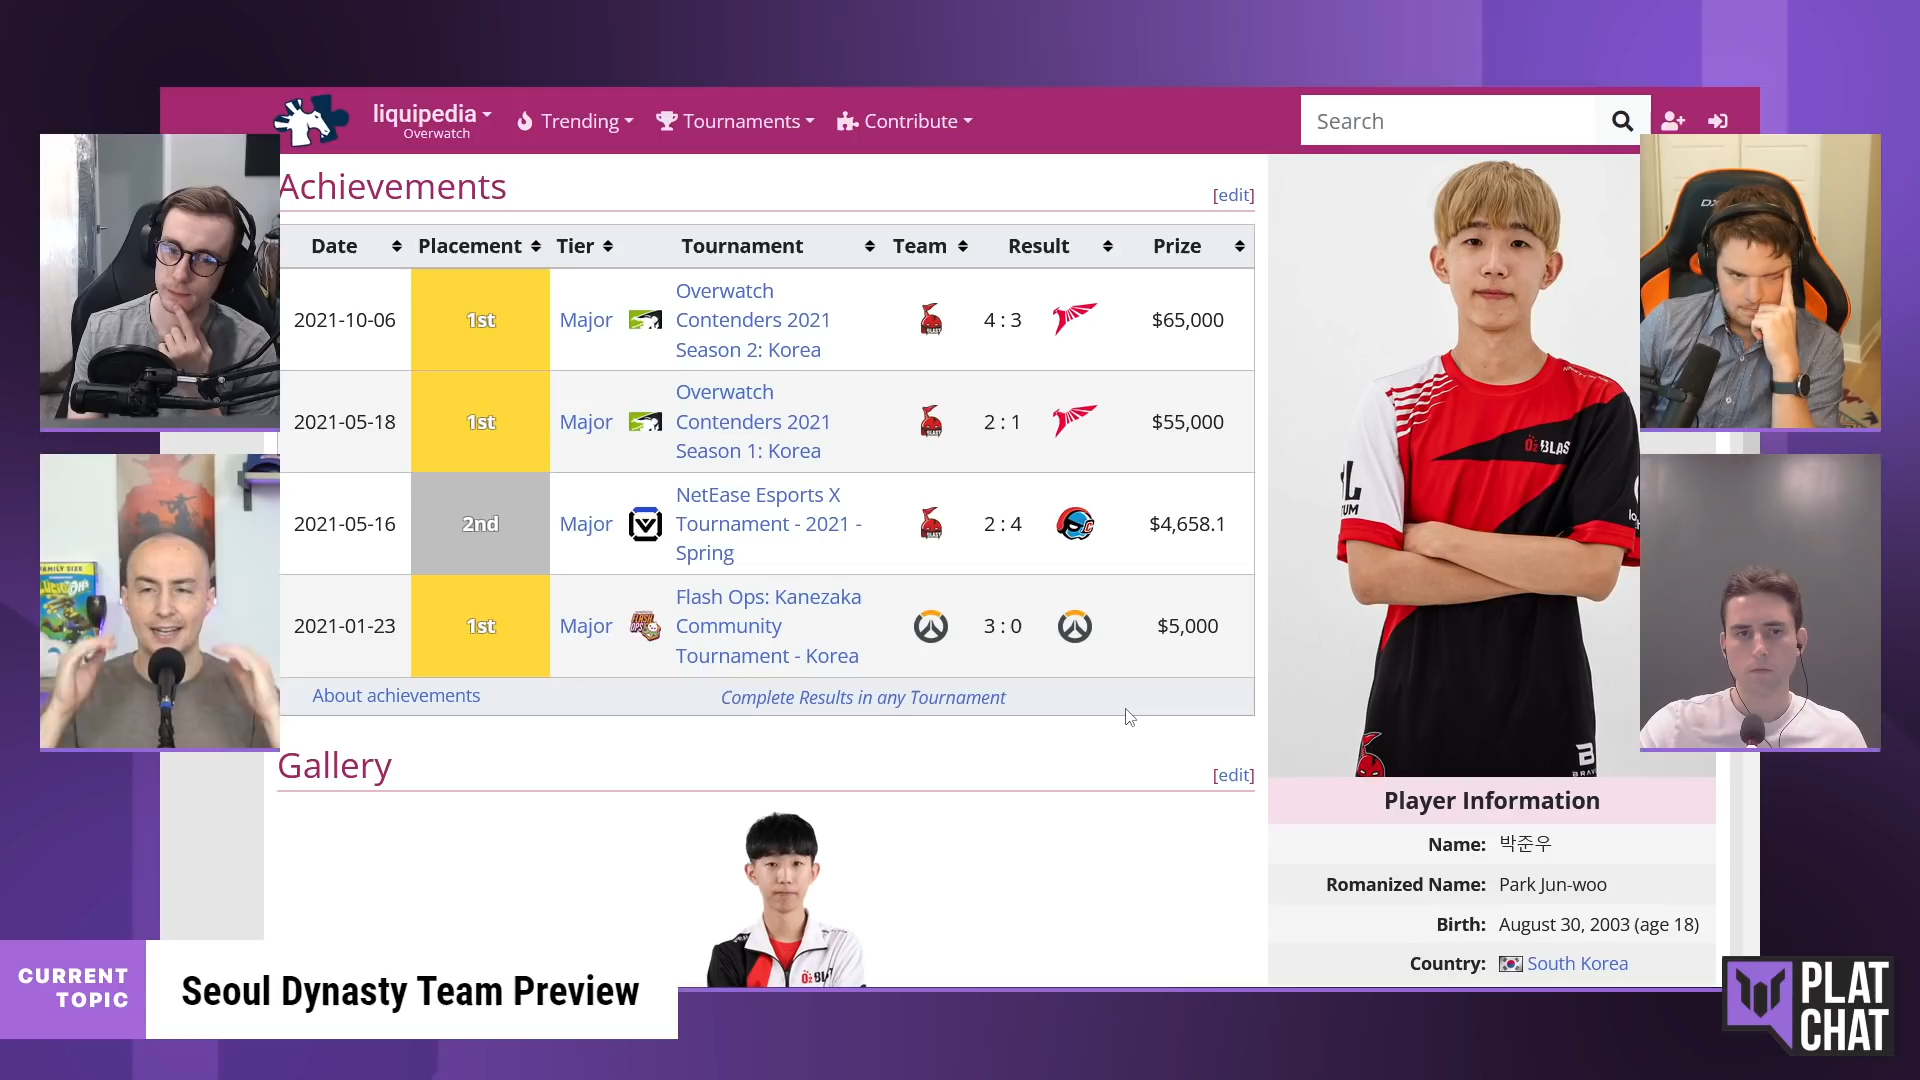 liquipedia
Overwatch
Trending
Tournaments
Contribute
Search
Achievements
[edit]
Date Placement Tier Tournament Team Result Prize
2021-10-06 1st Major Overwatch Contenders 2021 Season 2: Korea 4 : 3 $65,000
2021-05-18 1st Major Overwatch Contenders 2021 Season 1: Korea 2 : 1 $55,000
2021-05-16 2nd Major NetEase Esports X Tournament - 2021 - Spring 2 : 4 $4,658.1
2021-01-23 1st Major Flash Ops: Kanezaka Community Tournament - Korea 3 : 0 $5,000
About achievements
Complete Results in any Tournament
Gallery
[edit]
Player Information
Name: 박준우
Romanized Name: Park Jun-woo
Birth: August 30, 2003 (age 18)
Country: South Korea
FAMILY SIZE
CURRENT
TOPIC
Seoul Dynasty Team Preview
PLAT
CHAT